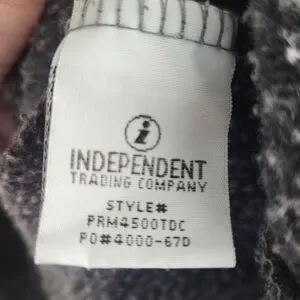 i
INDEPENDENT
TRADING COMPANY
STYLE#
PRM4500TDC
PO#4000-67D